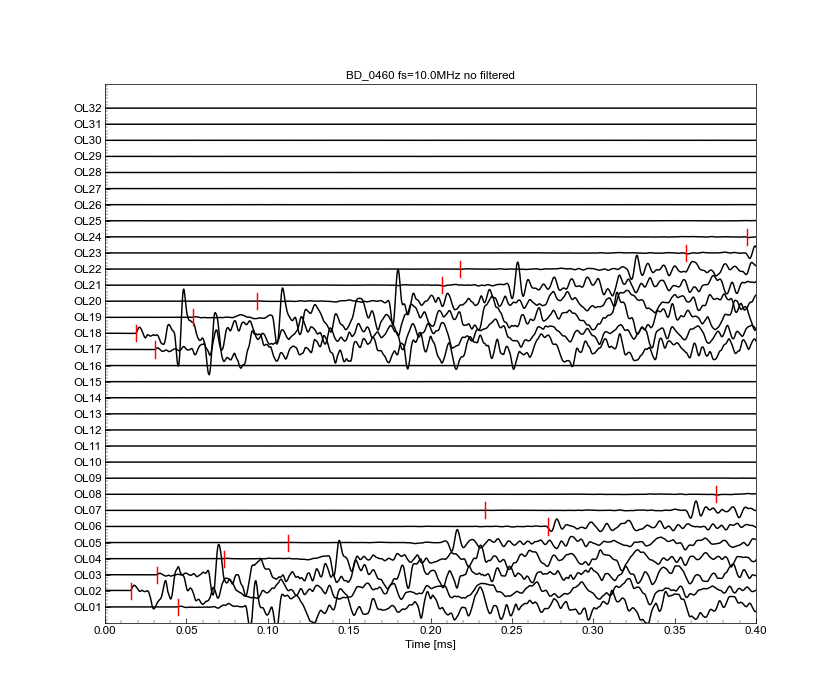 BD_0460 fs=10.0MHz no filtered
OL32
OL31
OL30
OL29
OL28
OL27
OL26
OL25
OL24
OL23
OL22
OL21
OL20
OL19
OL18
OL17
OL16
OL15
OL14
OL13
OL12
OL11
OL10
OL09
OL08
OL07
OL06
OL05
OL04
OL03
OL02
OL01
0.00 0.05 0.10 0.15 0.20 0.25 0.30 0.35 0.40
Time [ms]